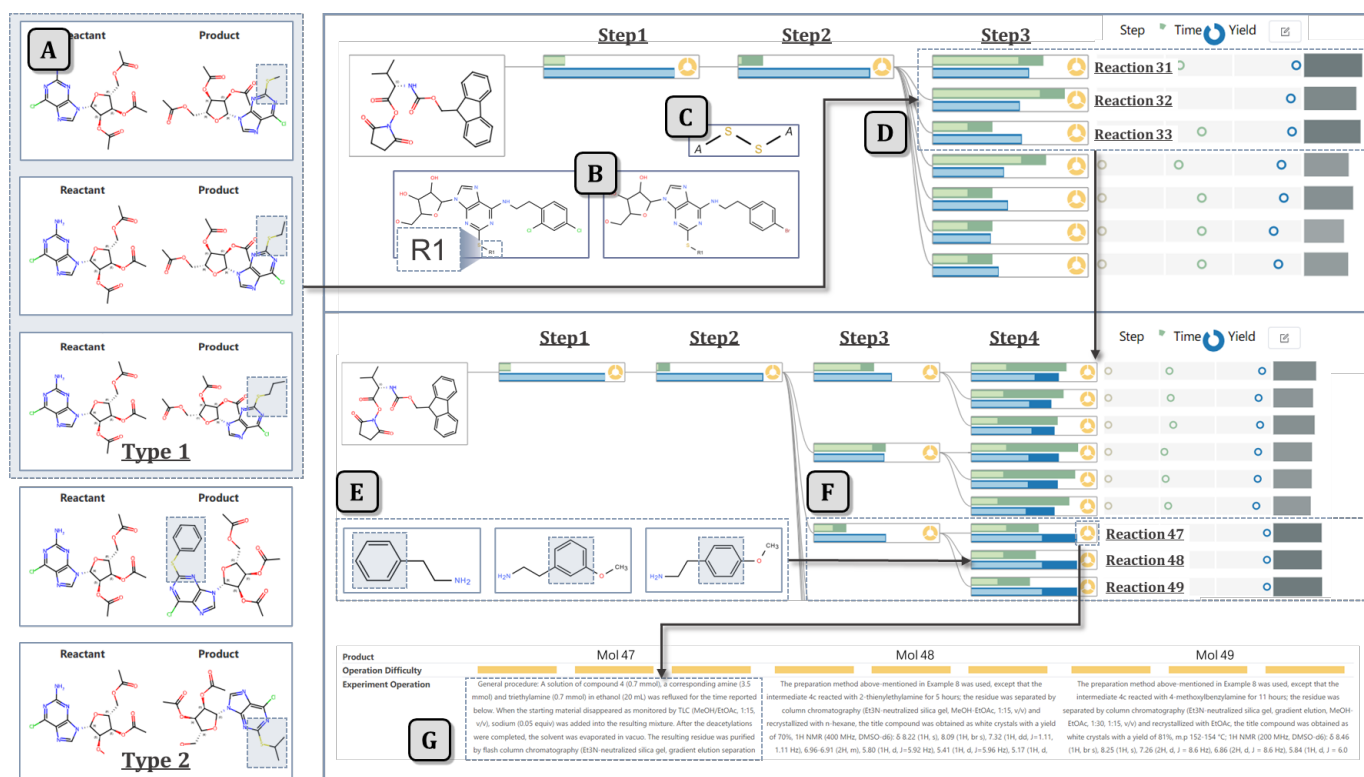 A
Reactant Product
Type 1
Reactant Product
Reactant Product
Reactant Product
Reactant Product
Type 2
Step1 Step2 Step3
Step Time Yield
Reaction 31
Reaction 32
Reaction 33
C
D
B
A S S A
R1
R1
R1
Step1 Step2 Step3 Step4
Step Time Yield
E
F
NH2
H2N
CH3
H2N
CH3
Reaction 47
Reaction 48
Reaction 49
Product Mol 47 Mol 48 Mol 49
Operation Difficulty
Experiment Operation
G
General procedure: A solution of compound 4 (0.7 mmol), a corresponding amine (3.5
mmol) and triethylamine (0.7 mmol) in ethanol (20 mL) was refluxed for the time reported
below. When the starting material disappeared as monitored by TLC (MeOH/EtOAc, 1:15,
v/v), sodium (0.05 equiv) was added into the resulting mixture. After the deacetylations
were completed, the solvent was evaporated in vacuo. The resulting residue was purified
by flash column chromatography (Et3N-neutralized silica gel, gradient elution separation
The preparation method above-mentioned in Example 8 was used, except that the
intermediate 4c reacted with 2-thienylethylamine for 5 hours; the residue was separated by
column chromatography (Et3N-neutralized silica gel, MeOH-EtOAc, 1:15, v/v) and
recrystallized with n-hexane, the title compound was obtained as white crystals with a yield
of 70%, 1H NMR (400 MHz, DMSO-d6): δ 8.22 (1H, s), 8.09 (1H, br s), 7.32 (1H, dd, J=1.11,
1.11 Hz), 6.96-6.91 (2H, m), 5.80 (1H, d, J=5.92 Hz), 5.41 (1H, d, J=5.96 Hz), 5.17 (1H, d,
The preparation method above-mentioned in Example 8 was used, except that the
intermediate 4c reacted with 4-methoxylbenzylamine for 11 hours; the residue was
separated by column chromatography (Et3N-neutralized silica gel, gradient elution, MeOH-
EtOAc, 1:30, 1:15, v/v) and recrystallized with EtOAc, the title compound was obtained as
white crystals with a yield of 81%, m.p 152-154 °C; 1H NMR (200 MHz, DMSO-d6): δ 8.46
(1H, br s), 8.25 (1H, s), 7.26 (2H, d, J = 8.6 Hz), 6.86 (2H, d, J = 8.6 Hz), 5.84 (1H, d, J = 6.0